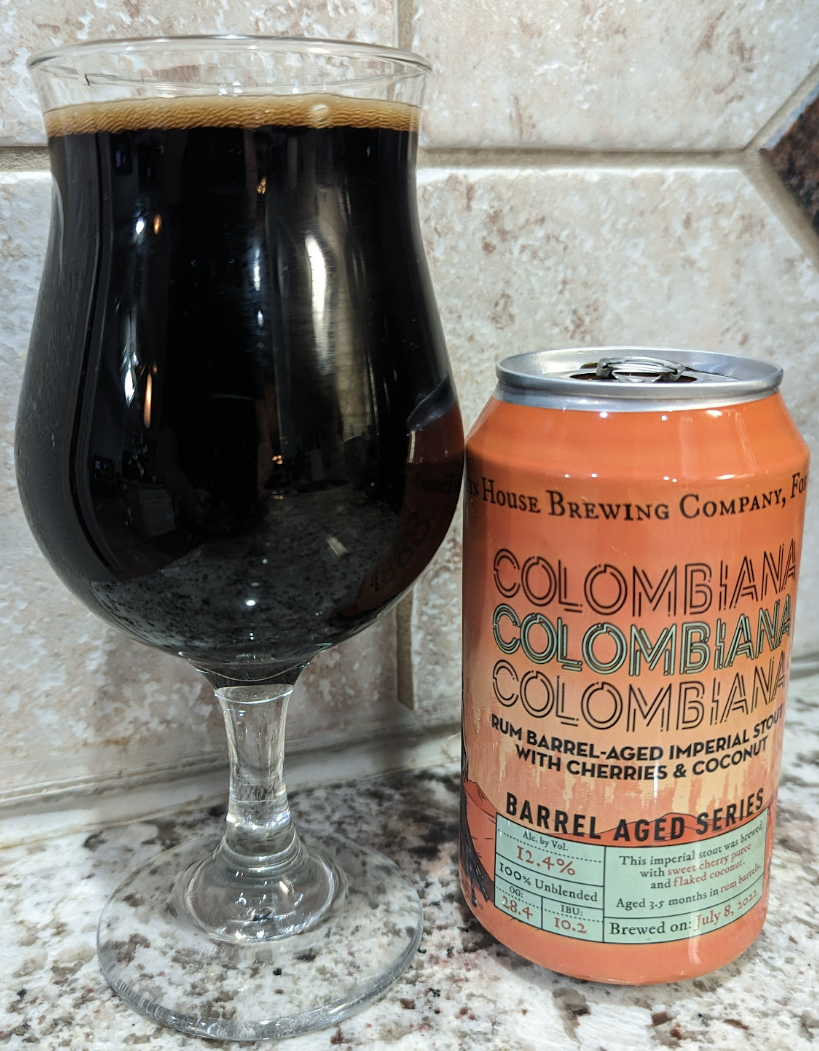 House Brewing Company,
COLOMBIANA
COLOMBIANA
COLOMBIANA
RUM BARREL-AGED IMPERIAL STOUT
WITH CHERRIES & COCONUT
BARREL AGED SERIES
Alc. by Vol.
12.4%
100% Unblended
OG:
28.4
IBU:
10.2
This imperial stout was brewed
with sweet cherry puree
and flaked coconut.
Aged 3-5 months in rum barrels.
Brewed on: July 8, 2022